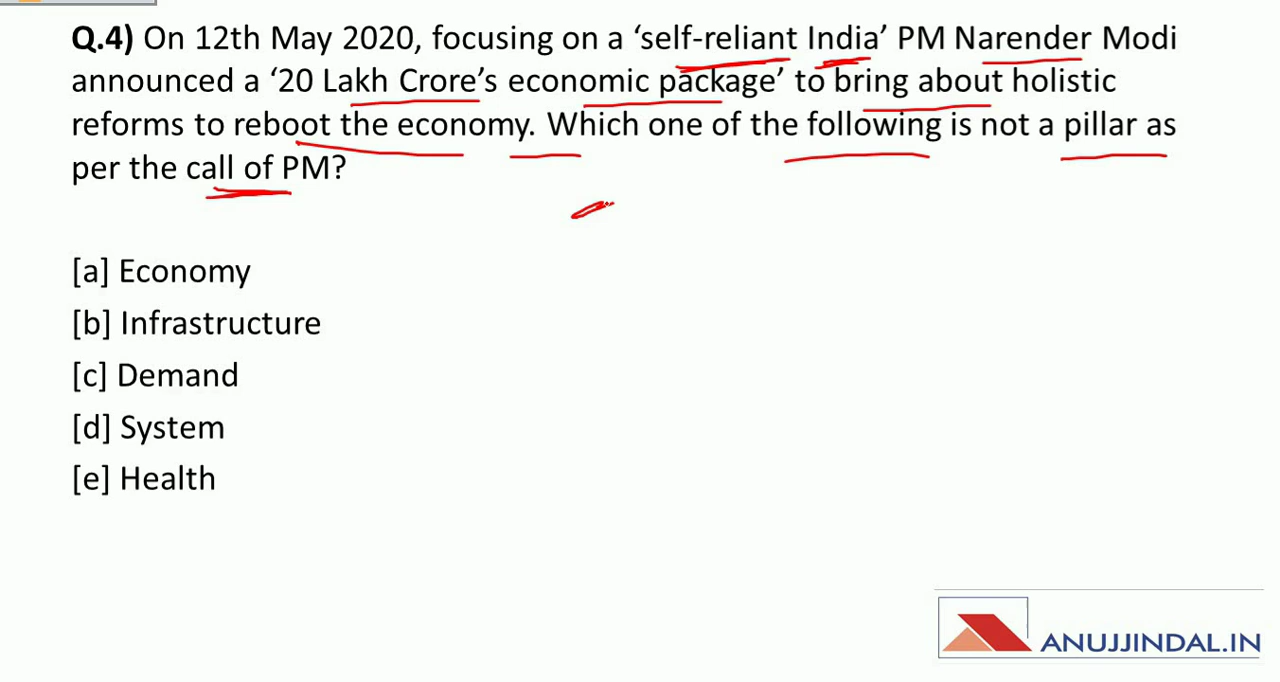 Q.4) On 12th May 2020, focusing on a ‘self-reliant India’ PM Narender Modi
announced a ‘20 Lakh Crore’s economic package’ to bring about holistic
reforms to reboot the economy. Which one of the following is not a pillar as
per the call of PM?
[a] Economy
[b] Infrastructure
[c] Demand
[d] System
[e] Health
ANUJJINDAL.IN